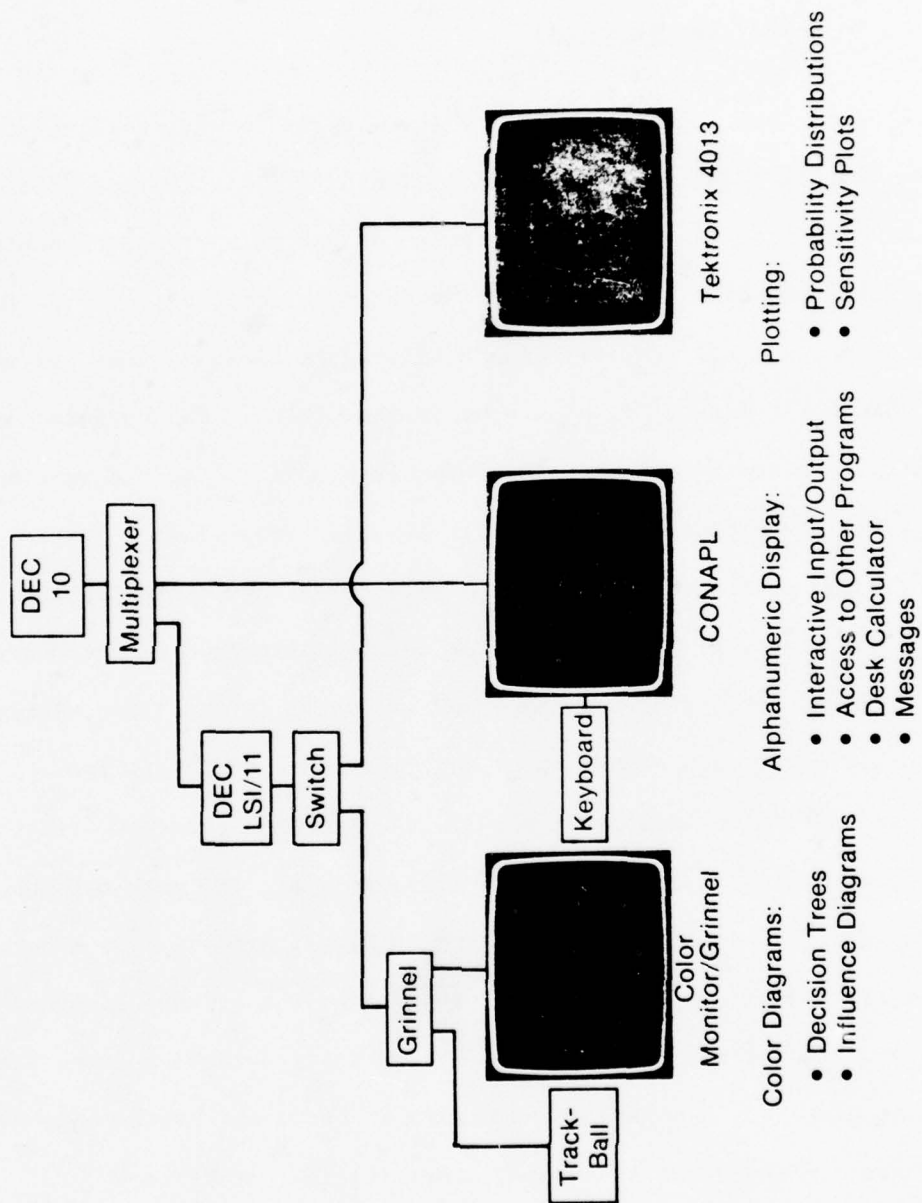 DEC
10
Multiplexer
DEC
LSI/11
Switch
Grinnel
Track-
Ball
Keyboard
Color
Monitor/Grinnel
CONAPL
Tektronix 4013
Color Diagrams:
• Decision Trees
• Influence Diagrams
Alphanumeric Display:
• Interactive Input/Output
• Access to Other Programs
• Desk Calculator
• Messages
Plotting:
• Probability Distributions
• Sensitivity Plots